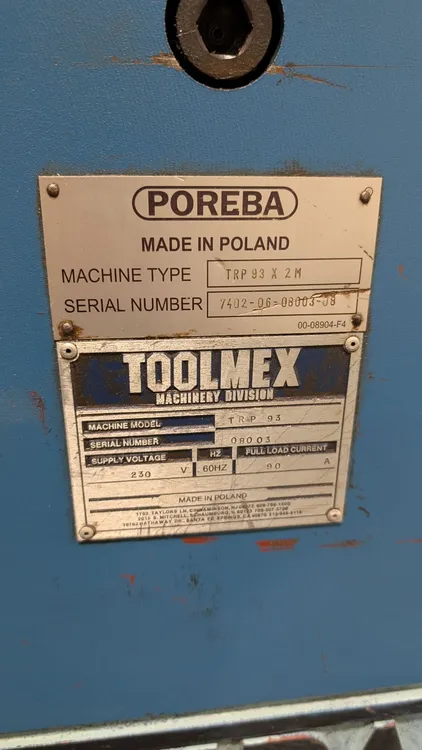 POREBA
MADE IN POLAND
MACHINE TYPE TRP 93 X 2M
SERIAL NUMBER 7402-06-08003-09
00-08904-F4
TOOLMEX
MACHINERY DIVISION
MACHINE MODEL TRP 93
SERIAL NUMBER 08003
SUPPLY VOLTAGE HZ FULL LOAD CURRENT
230 V 60HZ 90 A
MADE IN POLAND